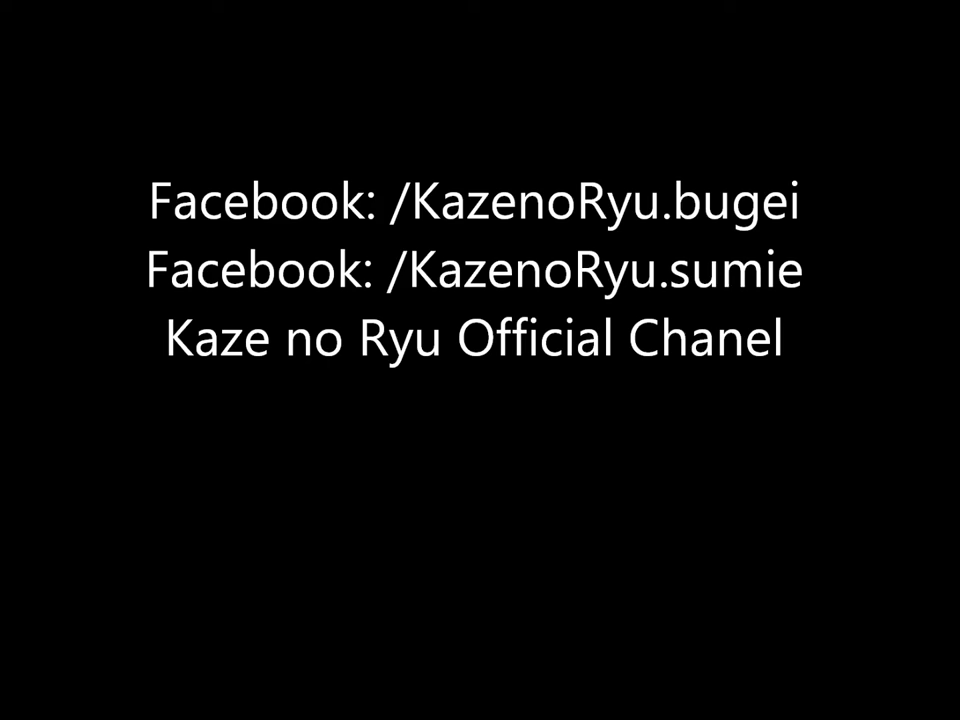 Facebook: /KazenoRyu.bugei
Facebook: /KazenoRyu.sumie
Kaze no Ryu Official Chanel